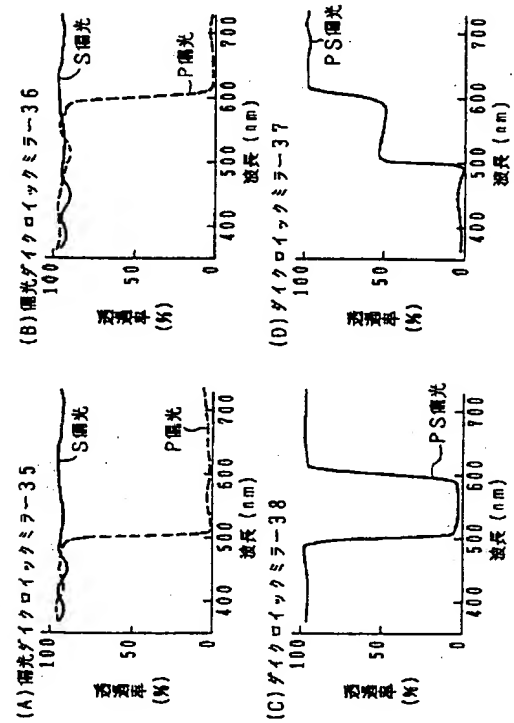 (A) 偏光ダイクロイックミラー35
100
50
0
透過率
(%)
S偏光
P偏光
400
500
600
700
波長 (nm)
(B) 偏光ダイクロイックミラー36
100
50
0
透過率
(%)
S偏光
P偏光
400
500
600
700
波長 (nm)
(C) ダイクロイックミラー38
100
50
0
透過率
(%)
PS偏光
400
500
600
700
波長 (nm)
(D) ダイクロイックミラー37
100
50
0
透過率
(%)
PS偏光
400
500
600
700
波長 (nm)